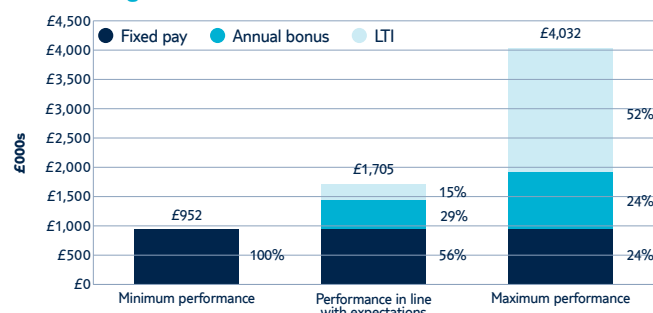 £4,500
Fixed pay
Annual bonus
LTI
£4,032
£4,000
£3,500
£3,000
52%
£2,500
£000s
£2,000
£1,705
£1,500
15%
24%
£952
29%
£1,000
£500
100%
56%
24%
£0
Minimum performance
Performance in line
with expectations
Maximum performance